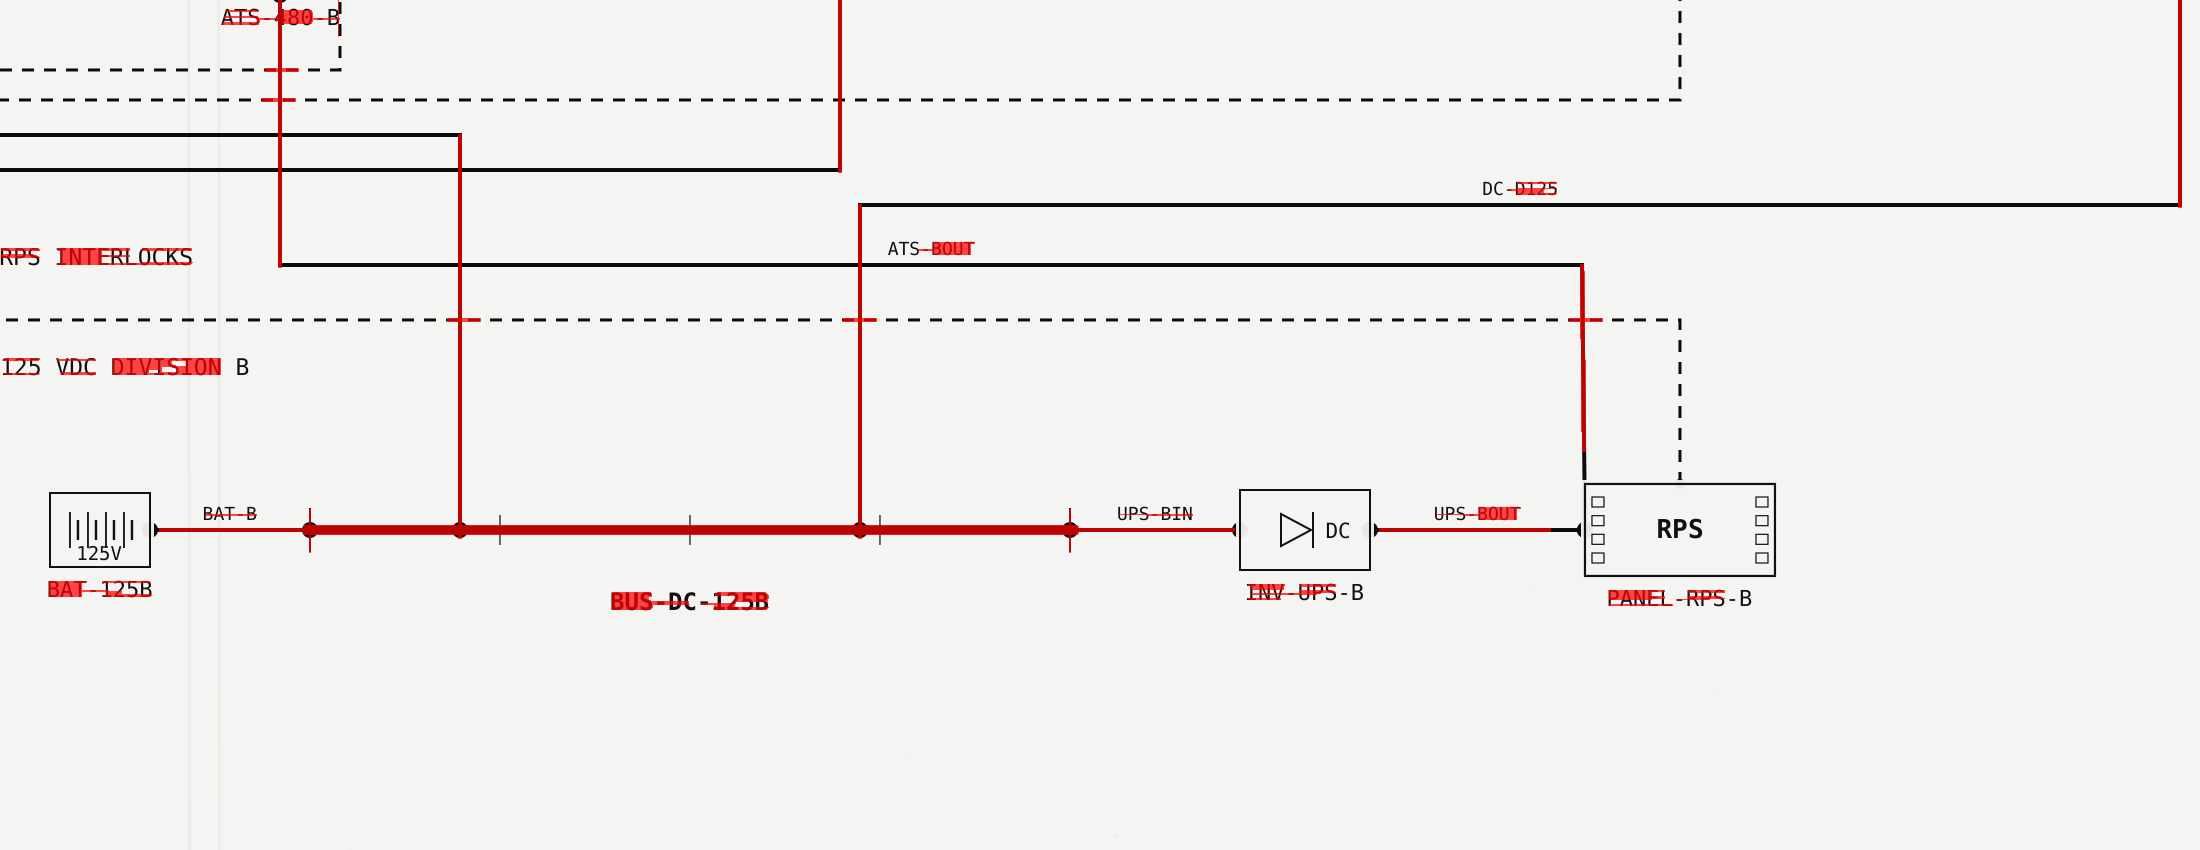 ATS-480-B
DC-D125
ATS-BOUT
RPS INTERLOCKS
125 VDC DIVISION B
BAT-B
UPS-BIN
UPS-BOUT
125V
DC
RPS
BAT-125B
BUS-DC-125B
INV-UPS-B
PANEL-RPS-B